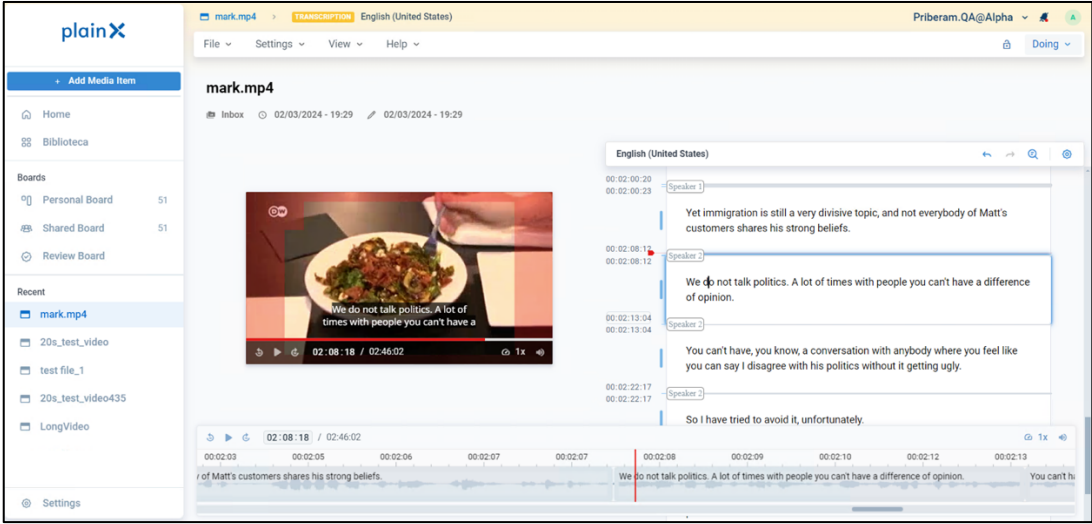 plainX
+ Add Media Item
Home
Biblioteca
Boards
Personal Board 51
Shared Board 51
Review Board
Recent
mark.mp4
20s_test_video
test file_1
20s_test_video435
LongVideo
Settings
mark.mp4 > TRANSCRIPTION English (United States)
Priberam.QA@Alpha A
File Settings View Help
Doing
mark.mp4
Inbox 02/03/2024 - 19:29 02/03/2024 - 19:29
DW
We do not talk politics. A lot of
times with people you can't have a
02:08:18 / 02:46:02 1x
English (United States)
00:02:00:20
00:02:00:23 Speaker 1
Yet immigration is still a very divisive topic, and not everybody of Matt's
customers shares his strong beliefs.
00:02:08:12
00:02:08:12 Speaker 2
We do not talk politics. A lot of times with people you can't have a difference
of opinion.
00:02:13:04
00:02:13:04 Speaker 2
You can't have, you know, a conversation with anybody where you feel like
you can say I disagree with his politics without it getting ugly.
00:02:22:17
00:02:22:17 Speaker 2
So I have tried to avoid it, unfortunately.
02:08:18 / 02:46:02 1x
00:02:03 00:02:05 00:02:06 00:02:07 00:02:07 00:02:08 00:02:09 00:02:10 00:02:12 00:02:13
y of Matt's customers shares his strong beliefs. We do not talk politics. A lot of times with people you can't have a difference of opinion. You can't ha